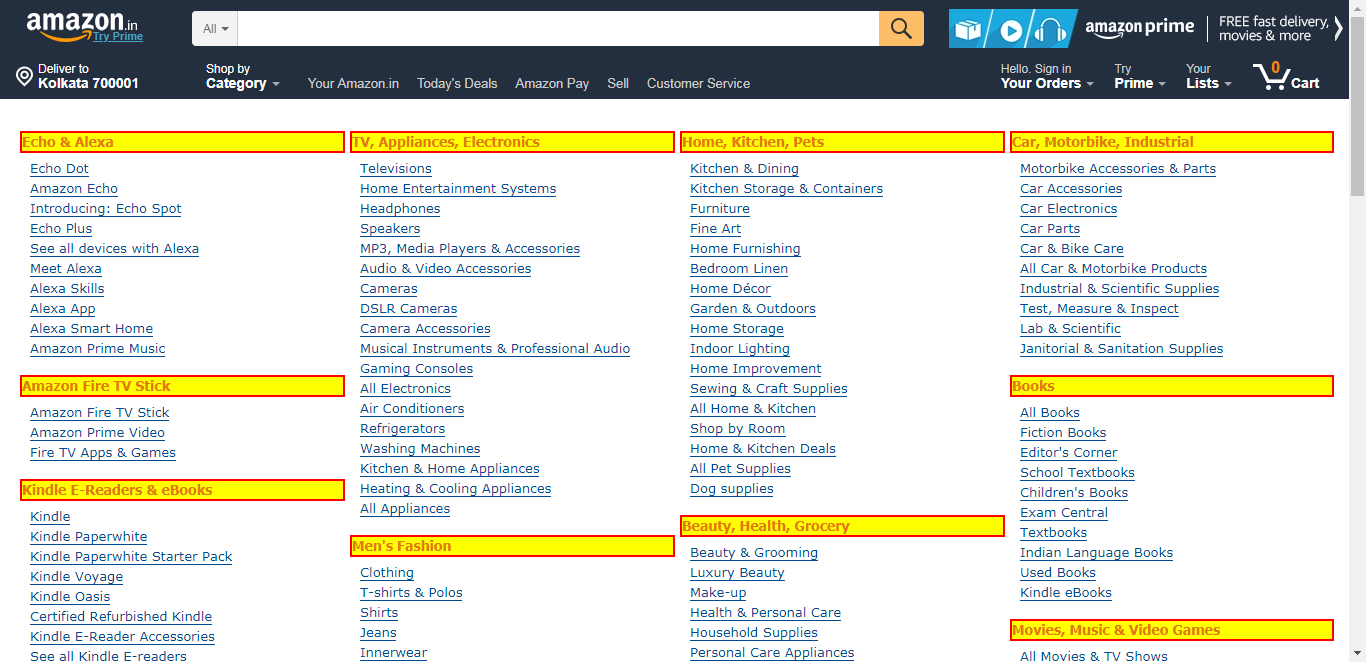 amazon.in
Try Prime
All
amazon prime
FREE fast delivery,
movies & more
Deliver to
Kolkata 700001
Shop by
Category
Your Amazon.in
Today's Deals
Amazon Pay
Sell
Customer Service
Hello. Sign in
Your Orders
Try
Prime
Your
Lists
0
Cart
Echo & Alexa
Echo Dot
Amazon Echo
Introducing: Echo Spot
Echo Plus
See all devices with Alexa
Meet Alexa
Alexa Skills
Alexa App
Alexa Smart Home
Amazon Prime Music
Amazon Fire TV Stick
Amazon Fire TV Stick
Amazon Prime Video
Fire TV Apps & Games
Kindle E-Readers & eBooks
Kindle
Kindle Paperwhite
Kindle Paperwhite Starter Pack
Kindle Voyage
Kindle Oasis
Certified Refurbished Kindle
Kindle E-Reader Accessories
See all Kindle E-readers
TV, Appliances, Electronics
Televisions
Home Entertainment Systems
Headphones
Speakers
MP3, Media Players & Accessories
Audio & Video Accessories
Cameras
DSLR Cameras
Camera Accessories
Musical Instruments & Professional Audio
Gaming Consoles
All Electronics
Air Conditioners
Refrigerators
Washing Machines
Kitchen & Home Appliances
Heating & Cooling Appliances
All Appliances
Men's Fashion
Clothing
T-shirts & Polos
Shirts
Jeans
Innerwear
Home, Kitchen, Pets
Kitchen & Dining
Kitchen Storage & Containers
Furniture
Fine Art
Home Furnishing
Bedroom Linen
Home Décor
Garden & Outdoors
Home Storage
Indoor Lighting
Home Improvement
Sewing & Craft Supplies
All Home & Kitchen
Shop by Room
Home & Kitchen Deals
All Pet Supplies
Dog supplies
Beauty, Health, Grocery
Beauty & Grooming
Luxury Beauty
Make-up
Health & Personal Care
Household Supplies
Personal Care Appliances
Car, Motorbike, Industrial
Motorbike Accessories & Parts
Car Accessories
Car Electronics
Car Parts
Car & Bike Care
All Car & Motorbike Products
Industrial & Scientific Supplies
Test, Measure & Inspect
Lab & Scientific
Janitorial & Sanitation Supplies
Books
All Books
Fiction Books
Editor's Corner
School Textbooks
Children's Books
Exam Central
Textbooks
Indian Language Books
Used Books
Kindle eBooks
Movies, Music & Video Games
All Movies & TV Shows